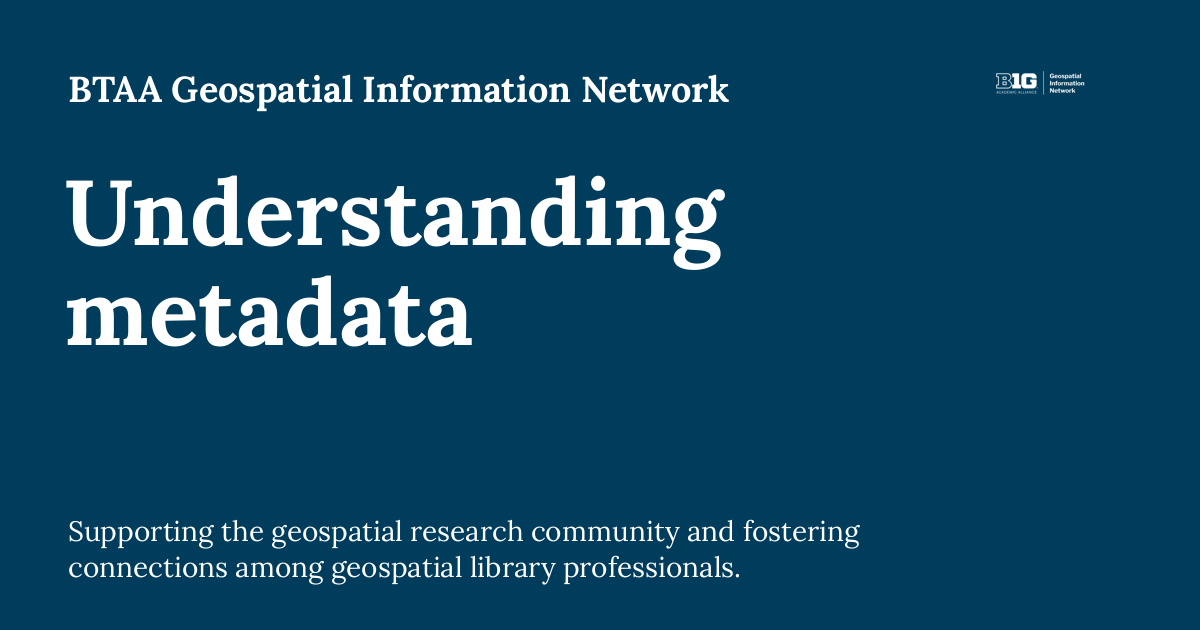 BTAA Geospatial Information Network
B1G
ACADEMIC ALLIANCE
Geospatial
Information
Network
Understanding
metadata
Supporting the geospatial research community and fostering
connections among geospatial library professionals.